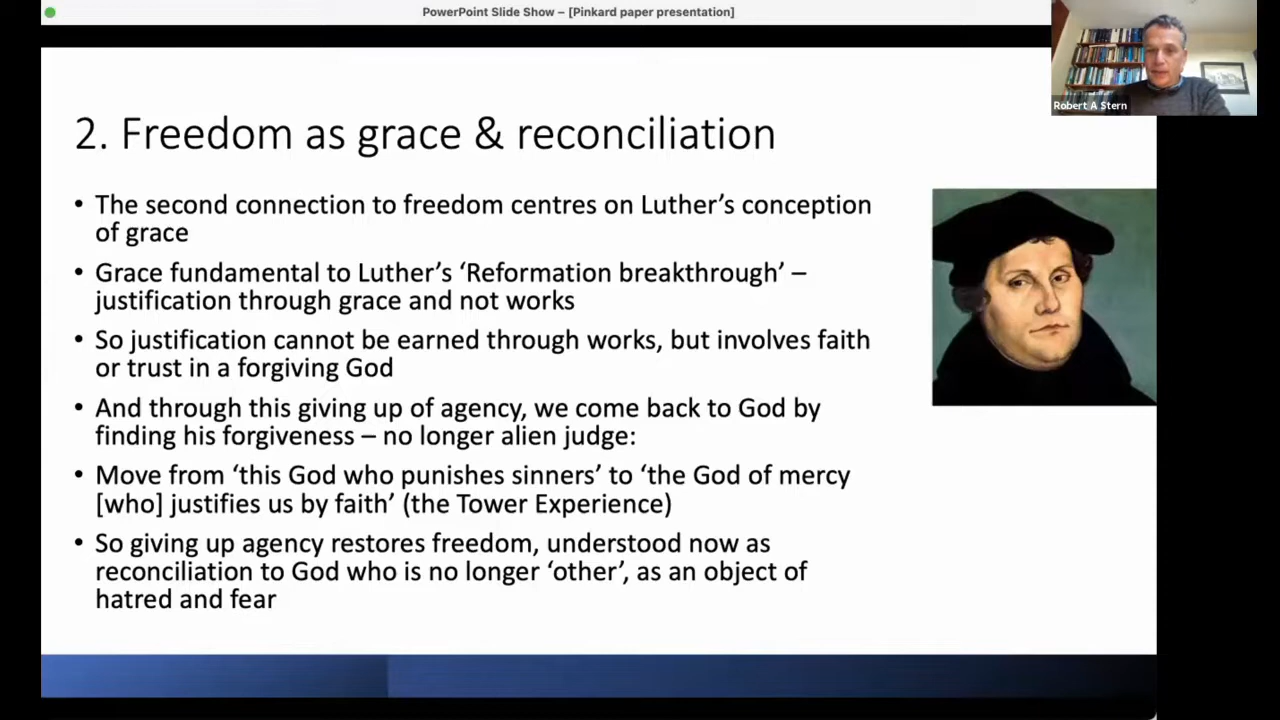 PowerPoint Slide Show – [Pinkard paper presentation]
Robert A Stern
2. Freedom as grace & reconciliation
• The second connection to freedom centres on Luther’s conception
of grace
• Grace fundamental to Luther’s ‘Reformation breakthrough’ –
justification through grace and not works
• So justification cannot be earned through works, but involves faith
or trust in a forgiving God
• And through this giving up of agency, we come back to God by
finding his forgiveness – no longer alien judge:
• Move from ‘this God who punishes sinners’ to ‘the God of mercy
[who] justifies us by faith’ (the Tower Experience)
• So giving up agency restores freedom, understood now as
reconciliation to God who is no longer ‘other’, as an object of
hatred and fear